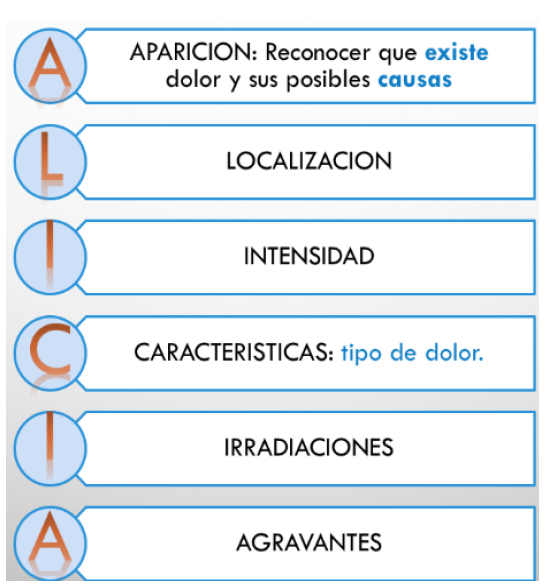 A
APARICION: Reconocer que existe
dolor y sus posibles causas
L
LOCALIZACION
I
INTENSIDAD
C
CARACTERISTICAS: tipo de dolor.
I
IRRADIACIONES
A
AGRAVANTES